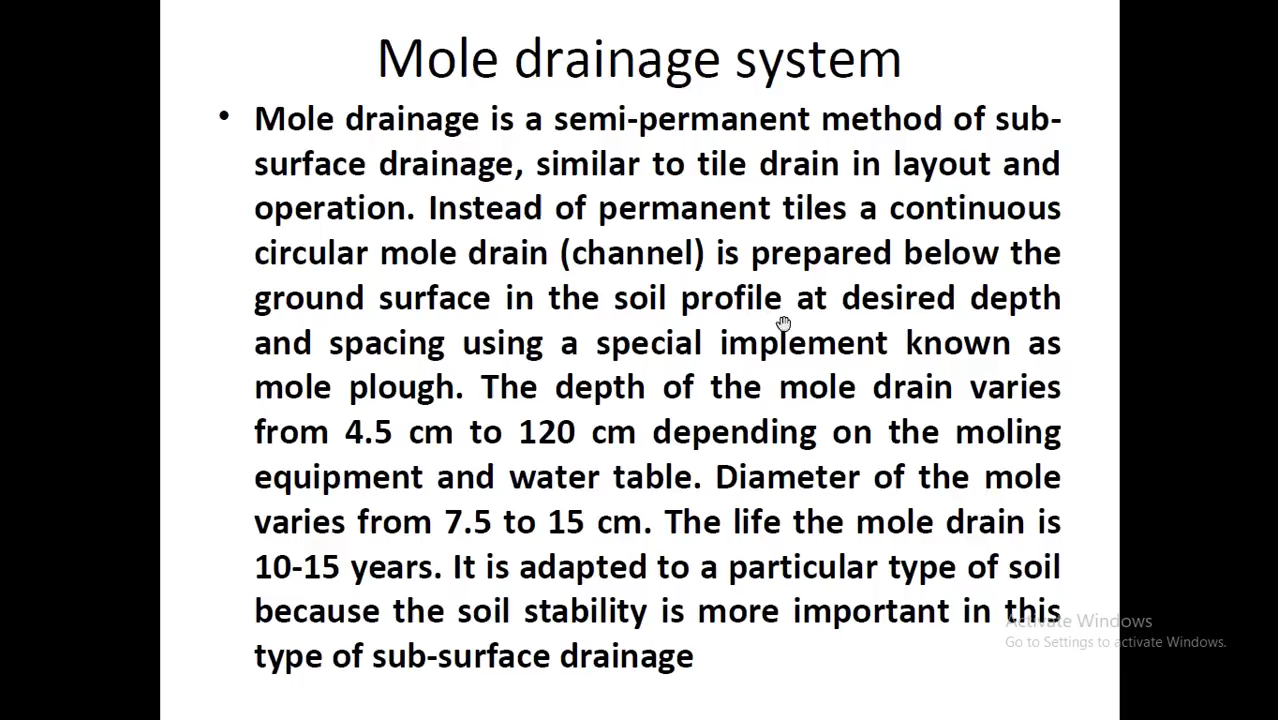 Mole drainage system
• Mole drainage is a semi-permanent method of sub-
surface drainage, similar to tile drain in layout and
operation. Instead of permanent tiles a continuous
circular mole drain (channel) is prepared below the
ground surface in the soil profile at desired depth
and spacing using a special implement known as
mole plough. The depth of the mole drain varies
from 4.5 cm to 120 cm depending on the moling
equipment and water table. Diameter of the mole
varies from 7.5 to 15 cm. The life the mole drain is
10-15 years. It is adapted to a particular type of soil
because the soil stability is more important in this
type of sub-surface drainage
Activate Windows
Go to Settings to activate Windows.